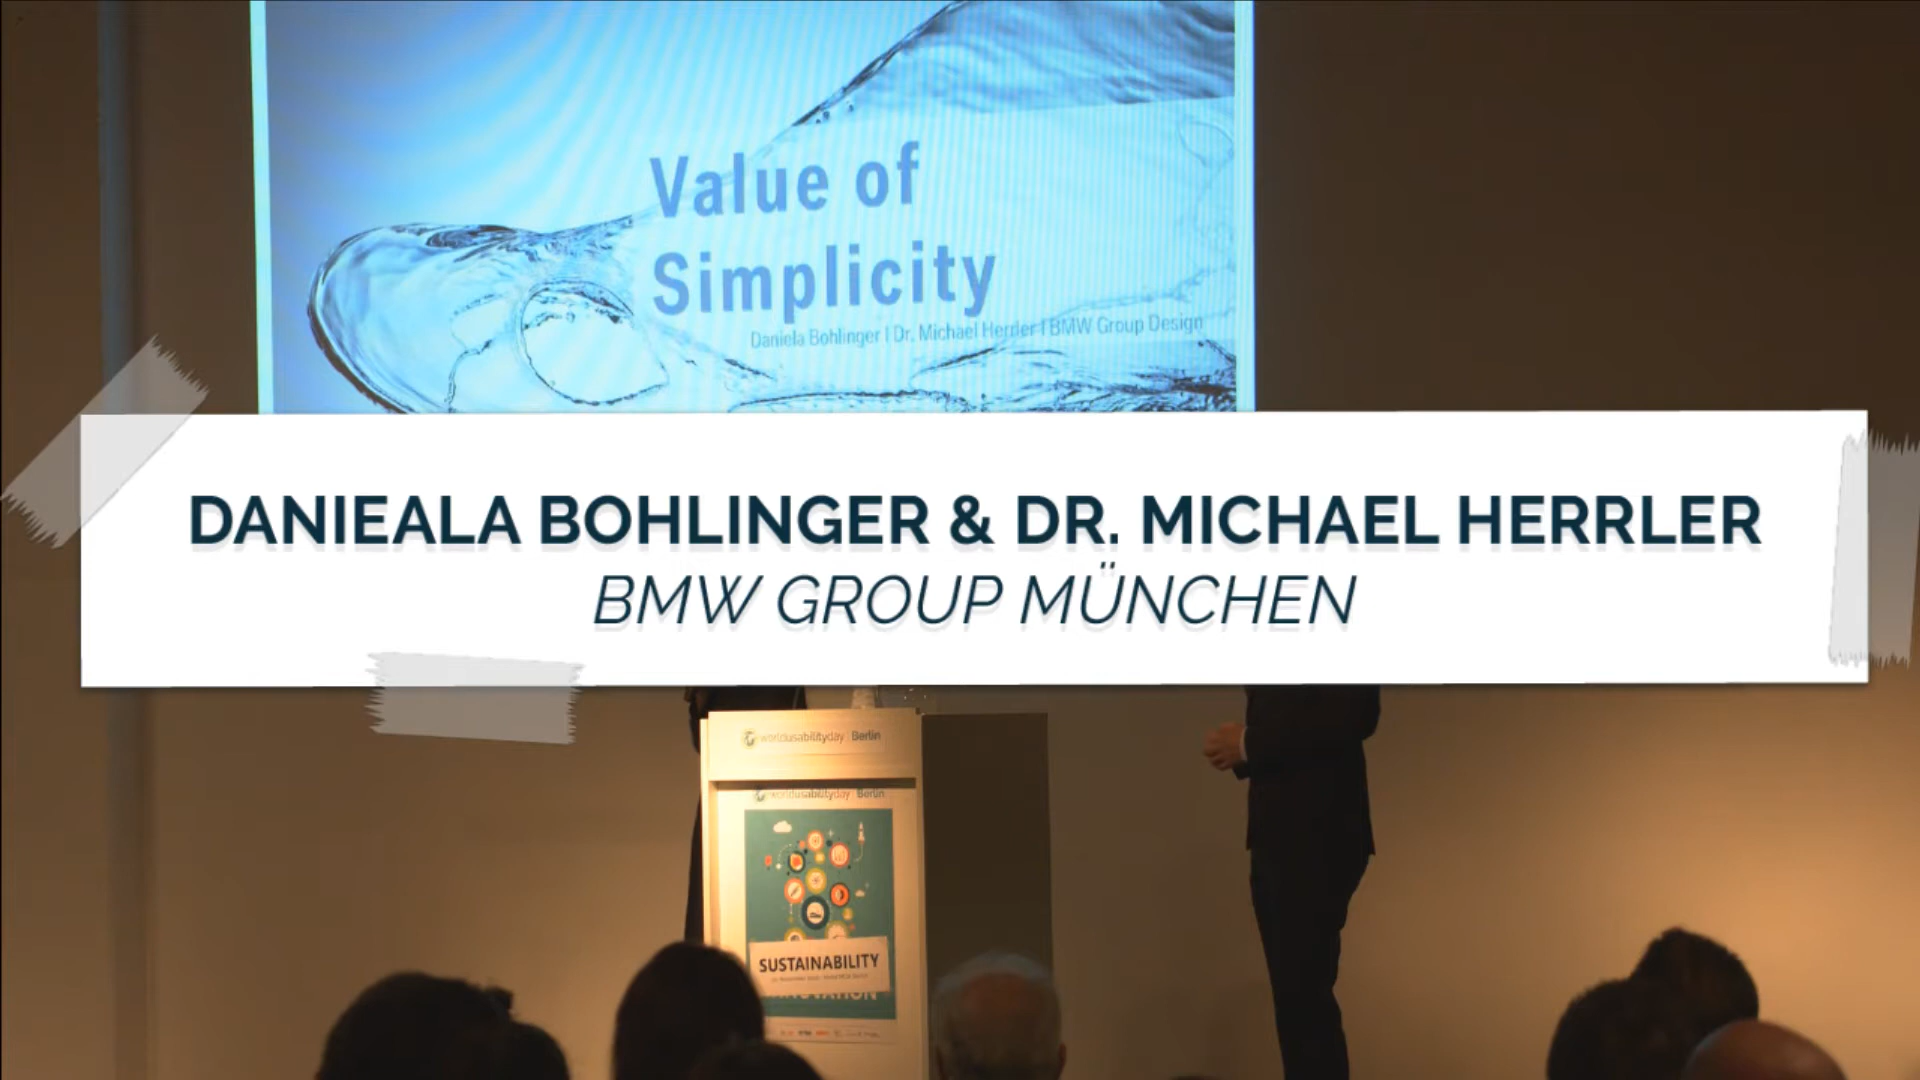 Value of
Simplicity
Daniela Bohlinger | Dr. Michael Herrler | BMW Group Design
DANIEALA BOHLINGER & DR. MICHAEL HERRLER
BMW GROUP MÜNCHEN
worldusabilityday Berlin
worldusabilityday Berlin
SUSTAINABILITY